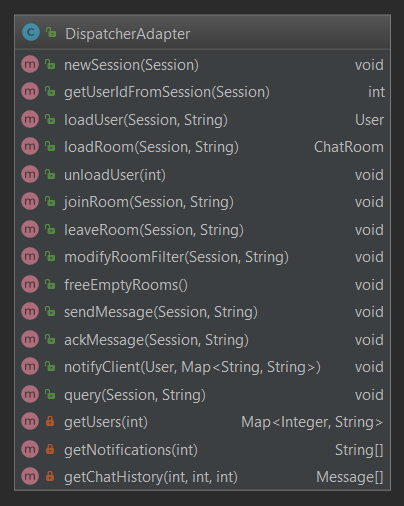 C DispatcherAdapter
m newSession(Session) void
m getUserIdFromSession(Session) int
m loadUser(Session, String) User
m loadRoom(Session, String) ChatRoom
m unloadUser(int) void
m joinRoom(Session, String) void
m leaveRoom(Session, String) void
m modifyRoomFilter(Session, String) void
m freeEmptyRooms() void
m sendMessage(Session, String) void
m ackMessage(Session, String) void
m notifyClient(User, Map<String, String>) void
m query(Session, String) void
m getUsers(int) Map<Integer, String>
m getNotifications(int) String[]
m getChatHistory(int, int, int) Message[]